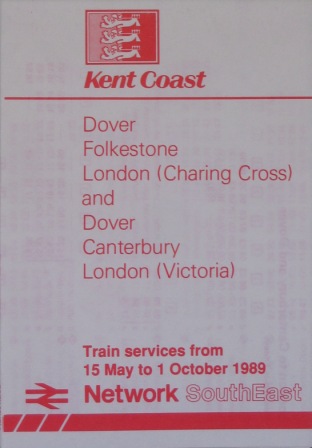 Kent Coast
Dover
Folkestone
London (Charing Cross)
and
Dover
Canterbury
London (Victoria)
Train services from
15 May to 1 October 1989
Network SouthEast